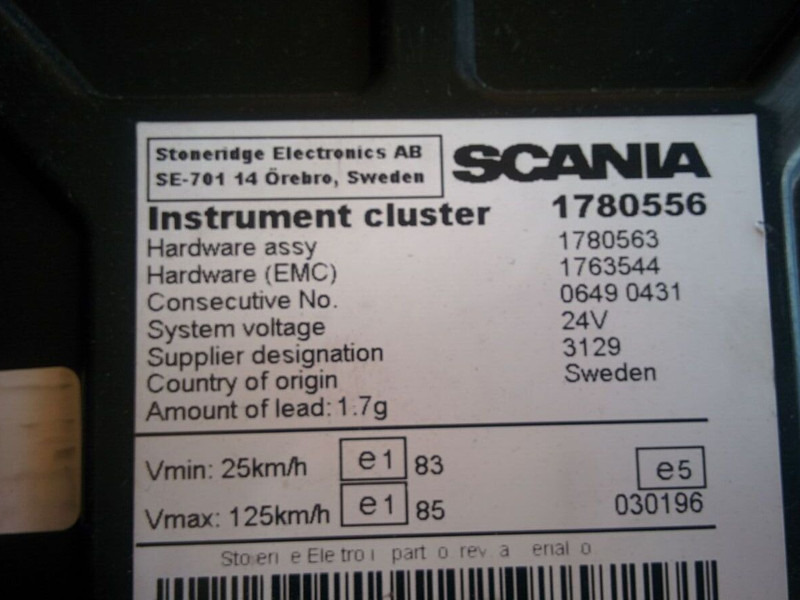 Stoneridge Electronics AB
SE-701 14 Örebro, Sweden
SCANIA
Instrument cluster 1780556
Hardware assy 1780563
Hardware (EMC) 1763544
Consecutive No. 0649 0431
System voltage 24V
Supplier designation 3129
Country of origin Sweden
Amount of lead: 1.7g
Vmin: 25km/h e1 83 e5
Vmax: 125km/h e1 85 030196
part